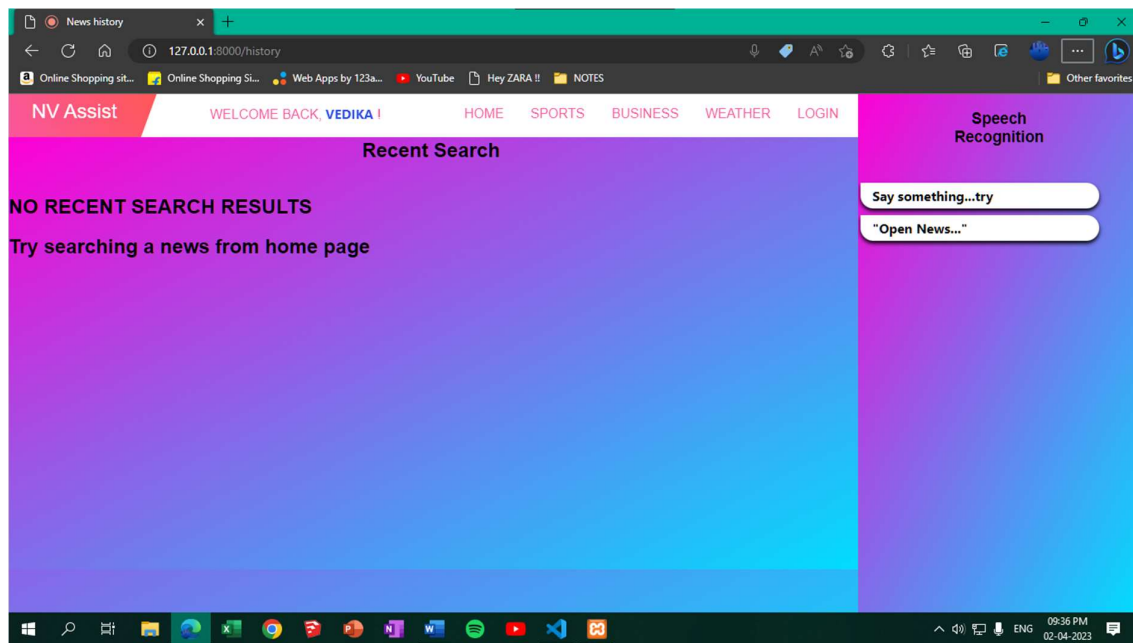 News history
127.0.0.1:8000/history
Online Shopping sit... Online Shopping Si... Web Apps by 123a... YouTube Hey ZARA !! NOTES Other favorites
NV Assist WELCOME BACK, VEDIKA ! HOME SPORTS BUSINESS WEATHER LOGIN
Recent Search
NO RECENT SEARCH RESULTS
Try searching a news from home page
Speech
Recognition
Say something...try
"Open News..."
ENG
09:36 PM
02-04-2023